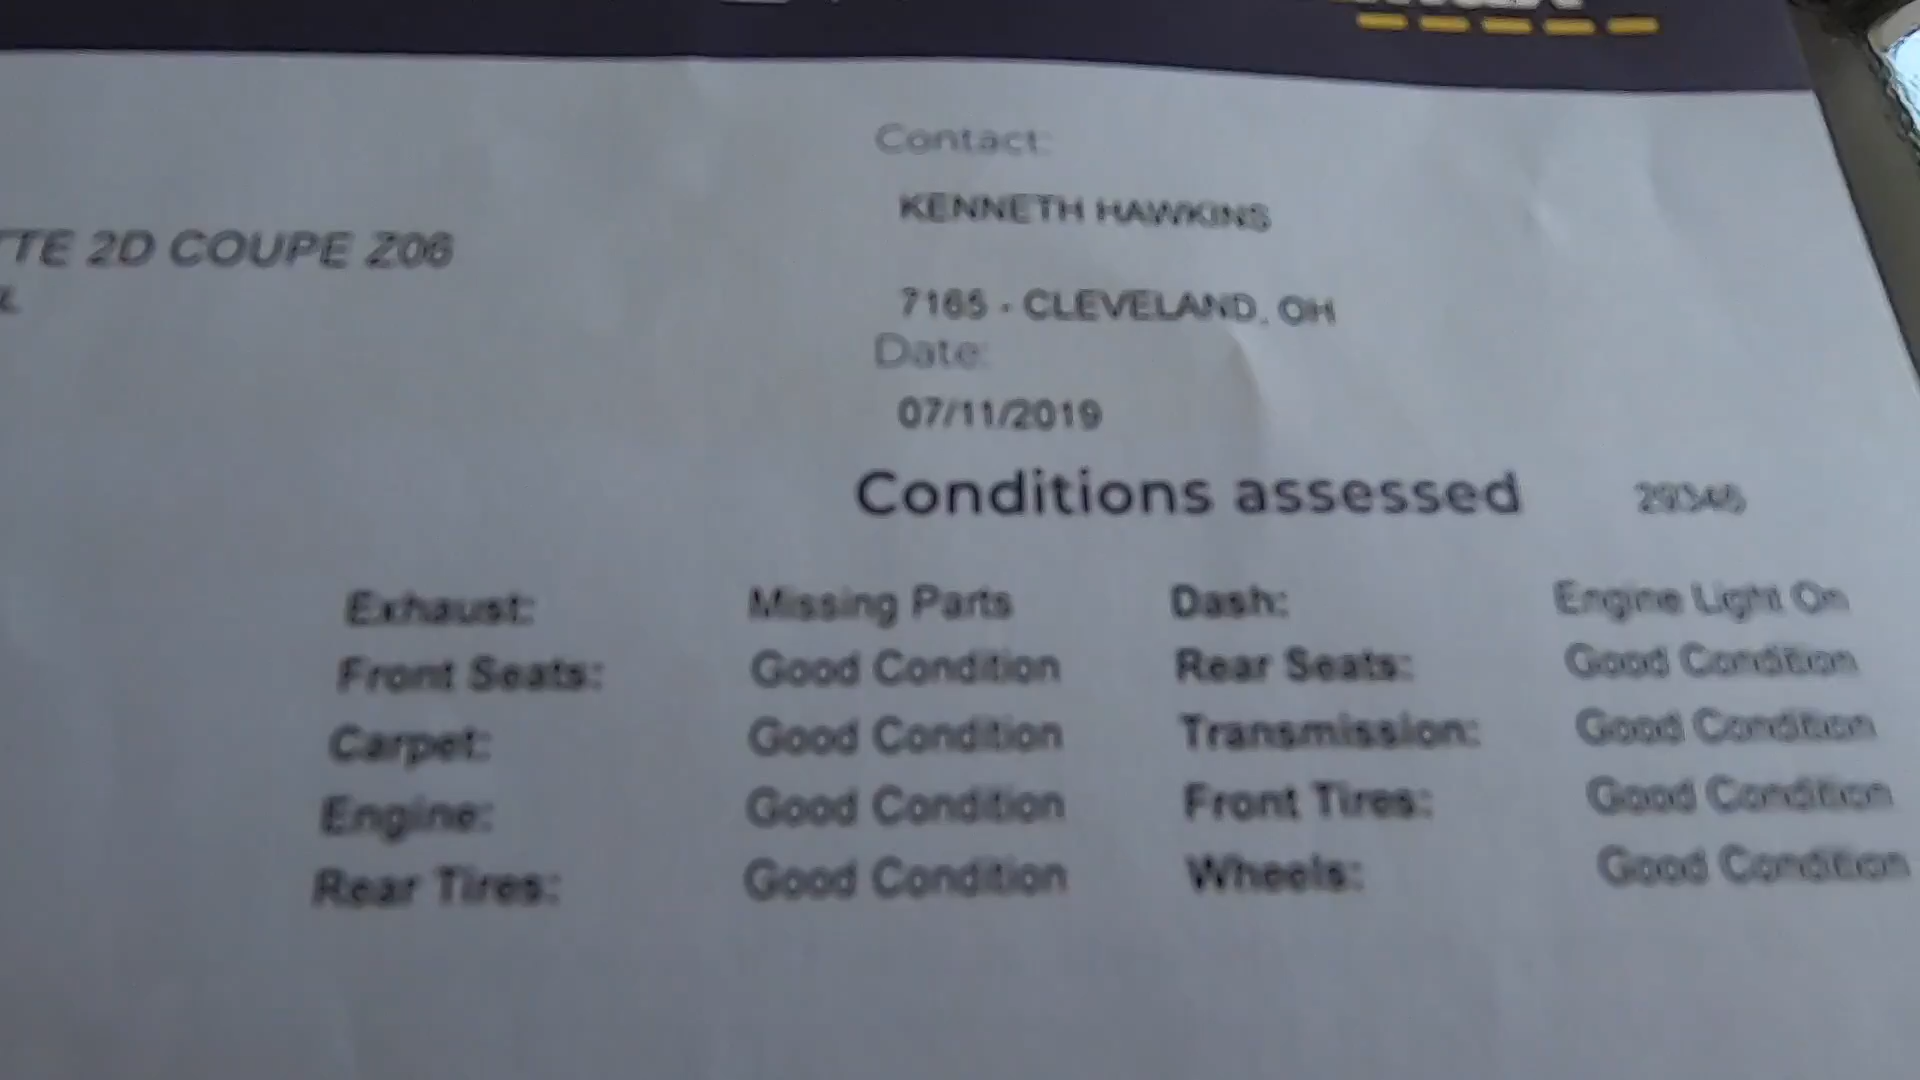 Contact:
KENNETH HAWKINS
TTE 2D COUPE Z06
7165 - CLEVELAND, OH
Date:
07/11/2019
Conditions assessed
Exhaust: Missing Parts Dash: Engine Light On
Front Seats: Good Condition Rear Seats: Good Condition
Carpet: Good Condition Transmission: Good Condition
Engine: Good Condition Front Tires: Good Condition
Rear Tires: Good Condition Wheels: Good Condition